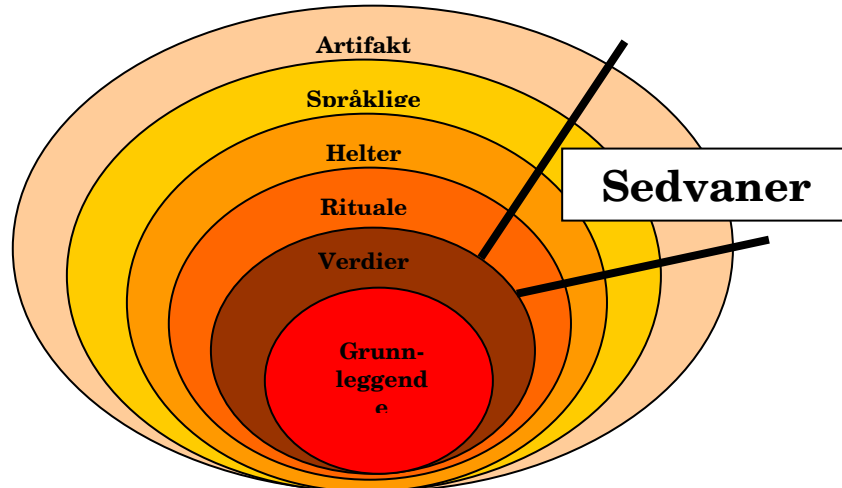 Artifakt
Språklige
Helter
Rituale
Sedvaner
Verdier
Grunn-
leggend
e